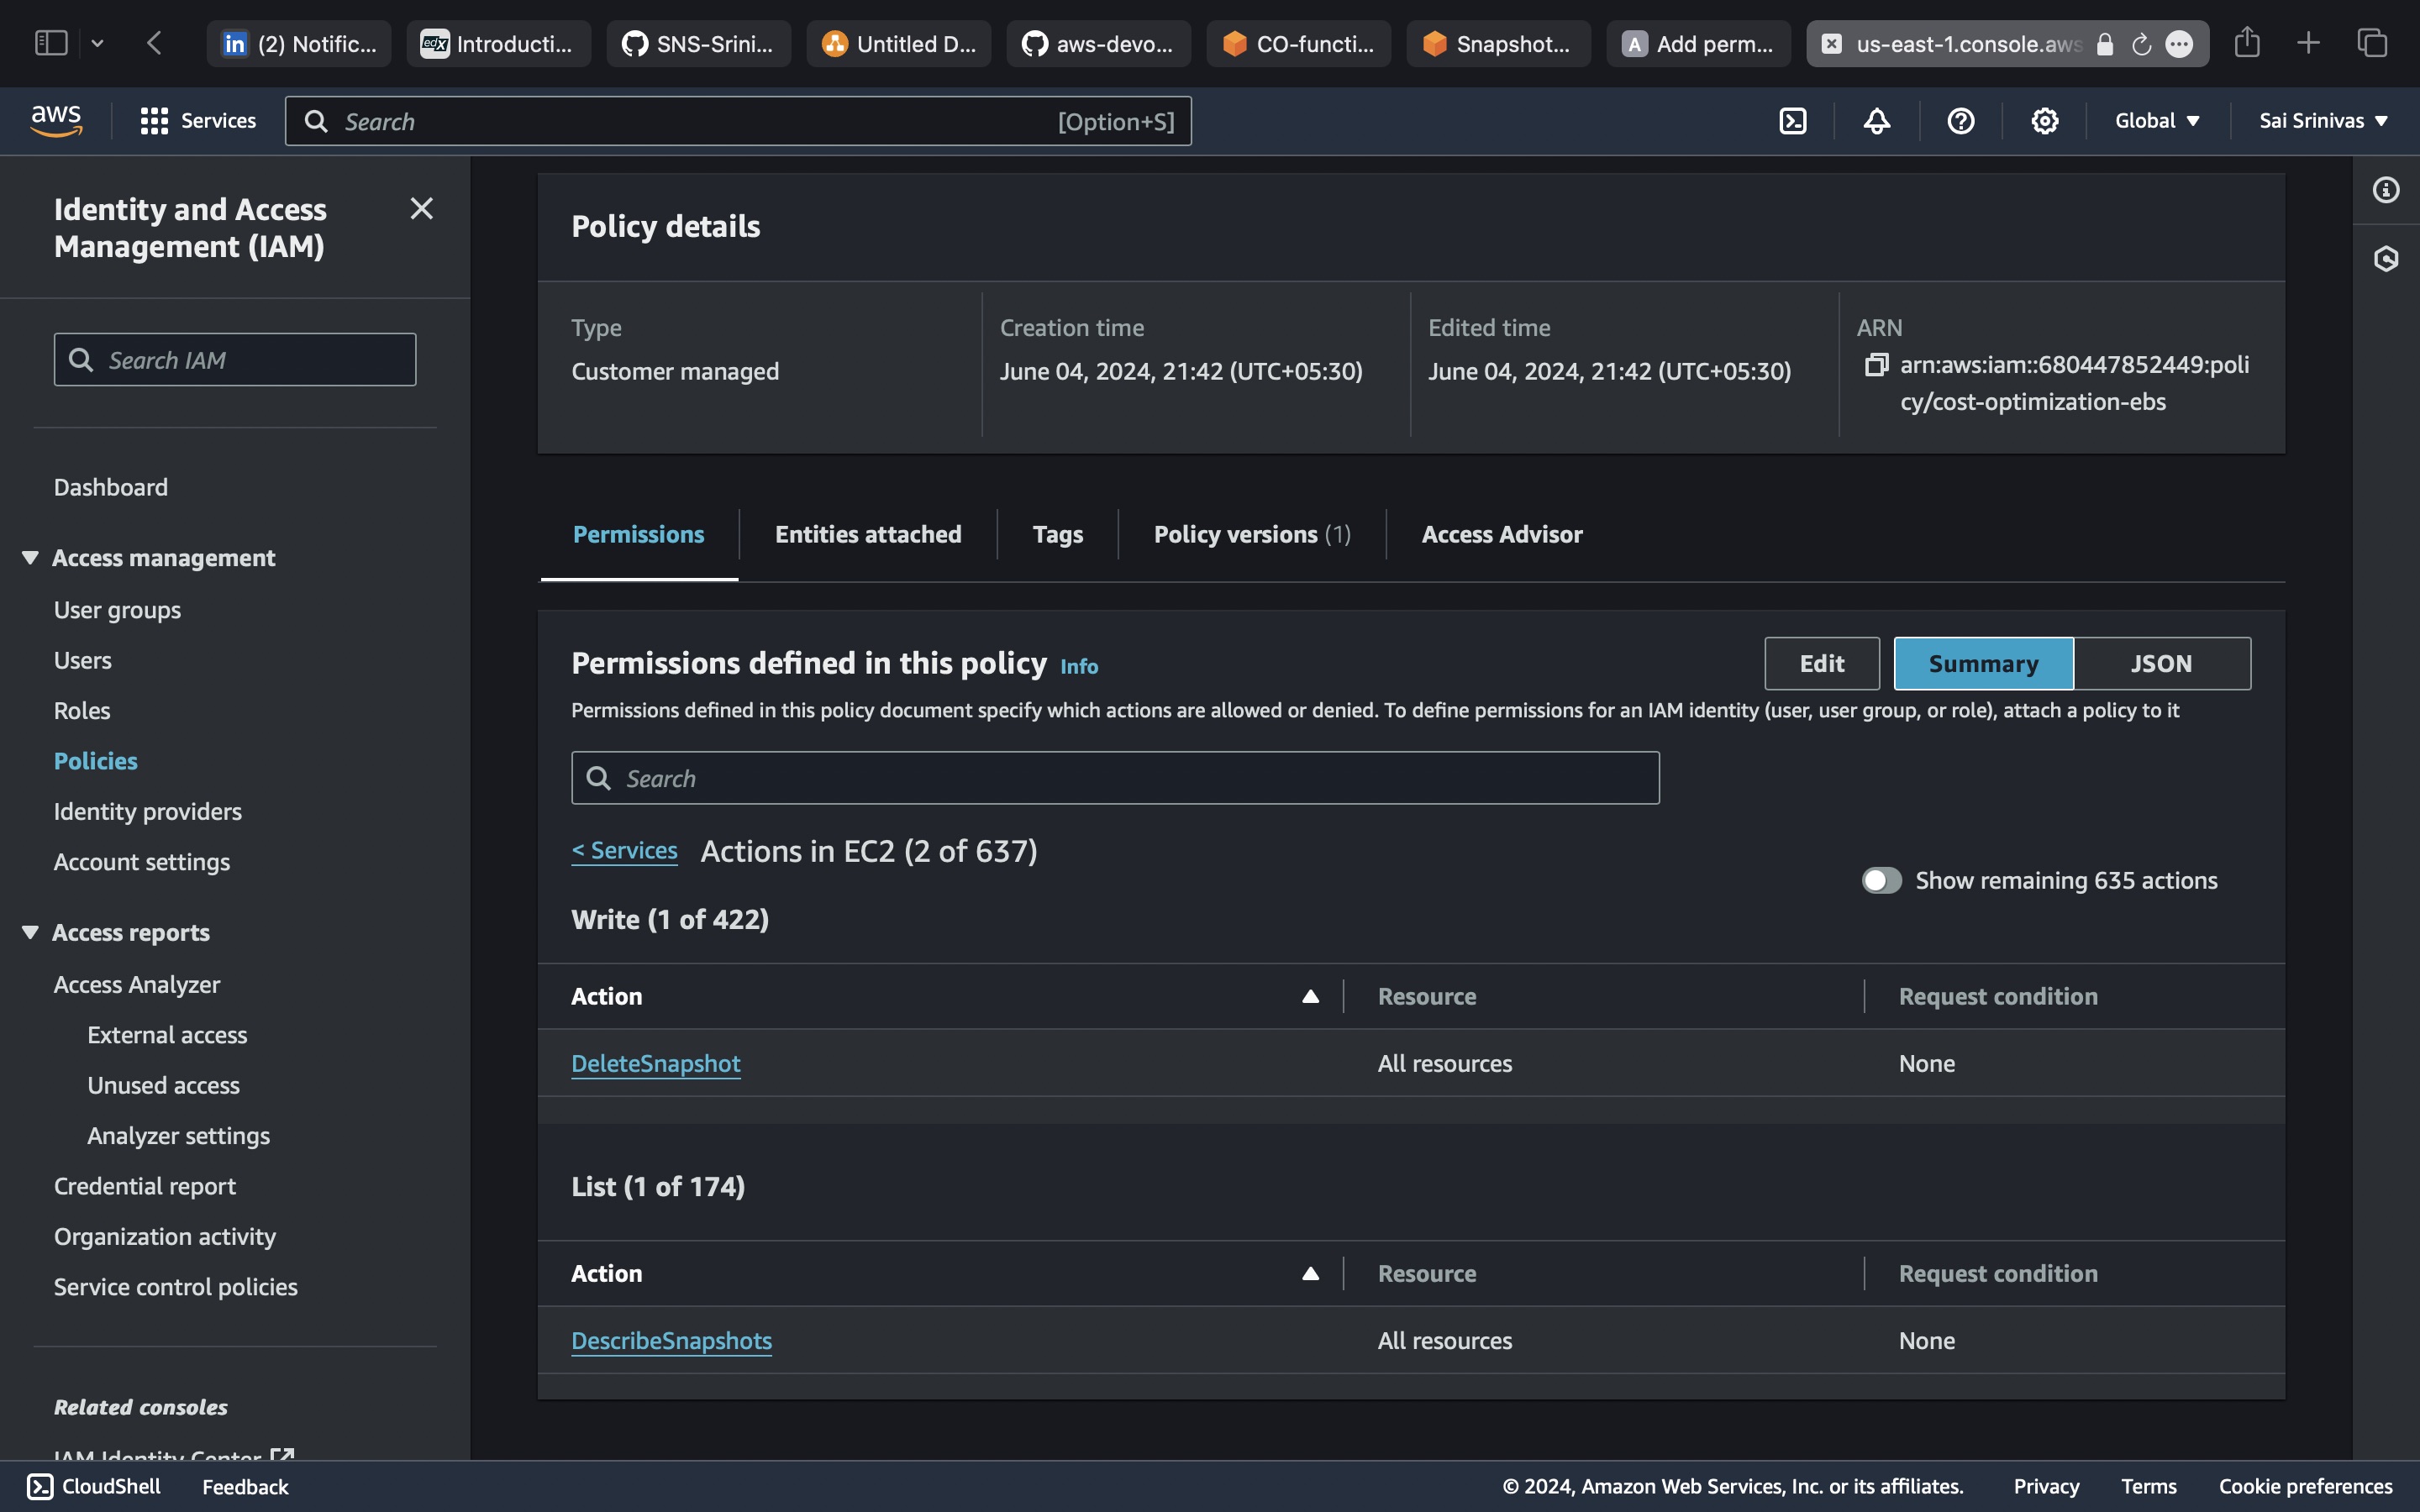 (2) Notific...
edX
Introducti...
SNS-Srini...
Untitled D...
aws-devo...
CO-functi...
Snapshot...
A
Add perm...
us-east-1.console.aws
aws
Services
Search
[Option+S]
Global
Sai Srinivas
Identity and Access
Management (IAM)
Search IAM
Dashboard
Access management
User groups
Users
Roles
Policies
Identity providers
Account settings
Access reports
Access Analyzer
External access
Unused access
Analyzer settings
Credential report
Organization activity
Service control policies
Related consoles
IAM Identity Center
Policy details
Type
Customer managed
Creation time
June 04, 2024, 21:42 (UTC+05:30)
Edited time
June 04, 2024, 21:42 (UTC+05:30)
ARN
arn:aws:iam::680447852449:poli
cy/cost-optimization-ebs
Permissions
Entities attached
Tags
Policy versions (1)
Access Advisor
Permissions defined in this policy Info
Edit
Summary
JSON
Permissions defined in this policy document specify which actions are allowed or denied. To define permissions for an IAM identity (user, user group, or role), attach a policy to it
Search
< Services Actions in EC2 (2 of 637)
Show remaining 635 actions
Write (1 of 422)
Action Resource Request condition
DeleteSnapshot All resources None
List (1 of 174)
Action Resource Request condition
DescribeSnapshots All resources None
CloudShell
Feedback
© 2024, Amazon Web Services, Inc. or its affiliates.
Privacy
Terms
Cookie preferences